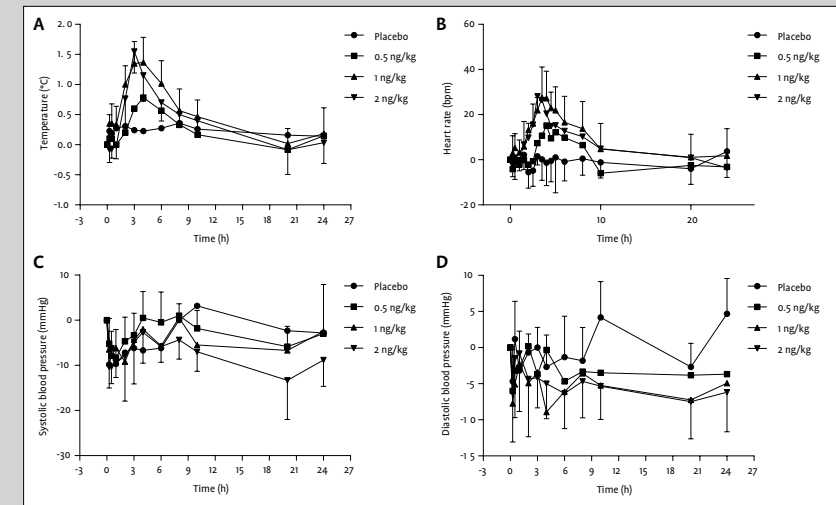 A
2.0
1.5
1.0
0.5
0.0
-0.5
-1.0
Temperature (°C)
-3 0 3 6 9 12 15 18 21 24 27
Time (h)
Placebo
0.5 ng/kg
1 ng/kg
2 ng/kg
B
60
40
20
0
-20
Heart rate (bpm)
0 10 20
Time (h)
Placebo
0.5 ng/kg
1 ng/kg
2 ng/kg
C
10
0
-10
-20
-30
Systolic blood pressure (mmHg)
-3 0 3 6 9 12 15 18 21 24 27
Time (h)
Placebo
0.5 ng/kg
1 ng/kg
2 ng/kg
D
10
5
0
-5
-10
-15
Diastolic blood pressure (mmHg)
-3 0 3 6 9 12 15 18 21 24 27
Time (h)
Placebo
0.5 ng/kg
1 ng/kg
2 ng/kg